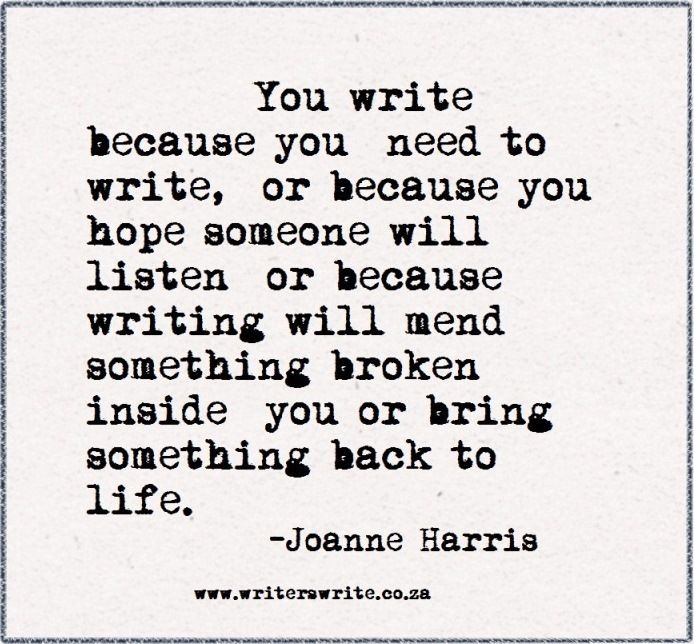 You write
because you need to
write, or because you
hope someone will
listen or because
writing will mend
something broken
inside you or bring
something back to
life.
-Joanne Harris
www.writerswrite.co.za